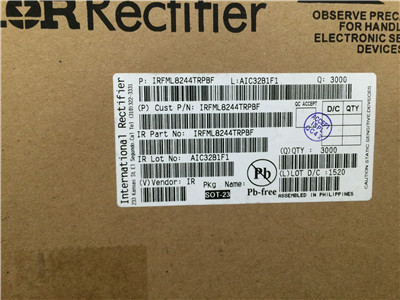 IOR Rectifier
OBSERVE PREC
FOR HANDL
ELECTRONIC SE
DEVICES
International Rectifier
233 Kansas St El Segundo, Cal Tel (310)322-3331
P: IRFML8244TRPBF L:AIC32B1F1 Q: 3000
(P) Cust P/N: IRFML8244TRPBF
QC ACCEPT D/C QTY
ACCEPT
IR Part No: IRFML8244TRPBF
IR Lot No: AIC32B1F1
(Q)QTY : 3000
(V)Vendor: IR Pkg Name:
SOT-23
Pb
Pb-free
(L)LOT D/C :1520
ASSEMBLED IN PHILIPPINES
CAUTION STATIC SENSITIVE DEVICES